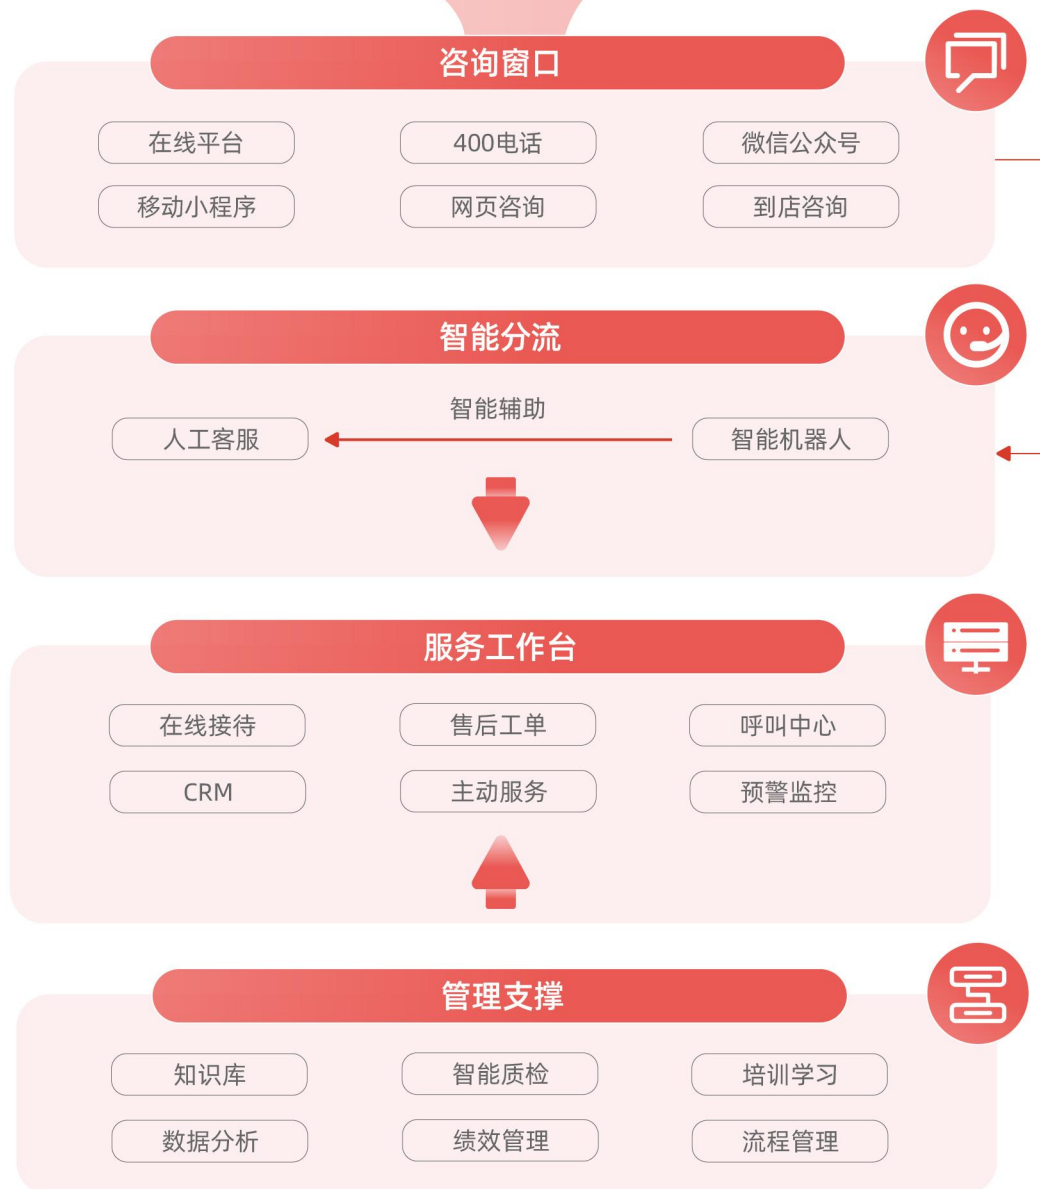 咨询窗口
在线平台 400电话 微信公众号
移动小程序 网页咨询 到店咨询
智能分流
智能辅助
人工客服 智能机器人
服务工作台
在线接待 售后工单 呼叫中心
CRM 主动服务 预警监控
管理支撑
知识库 智能质检 培训学习
数据分析 绩效管理 流程管理